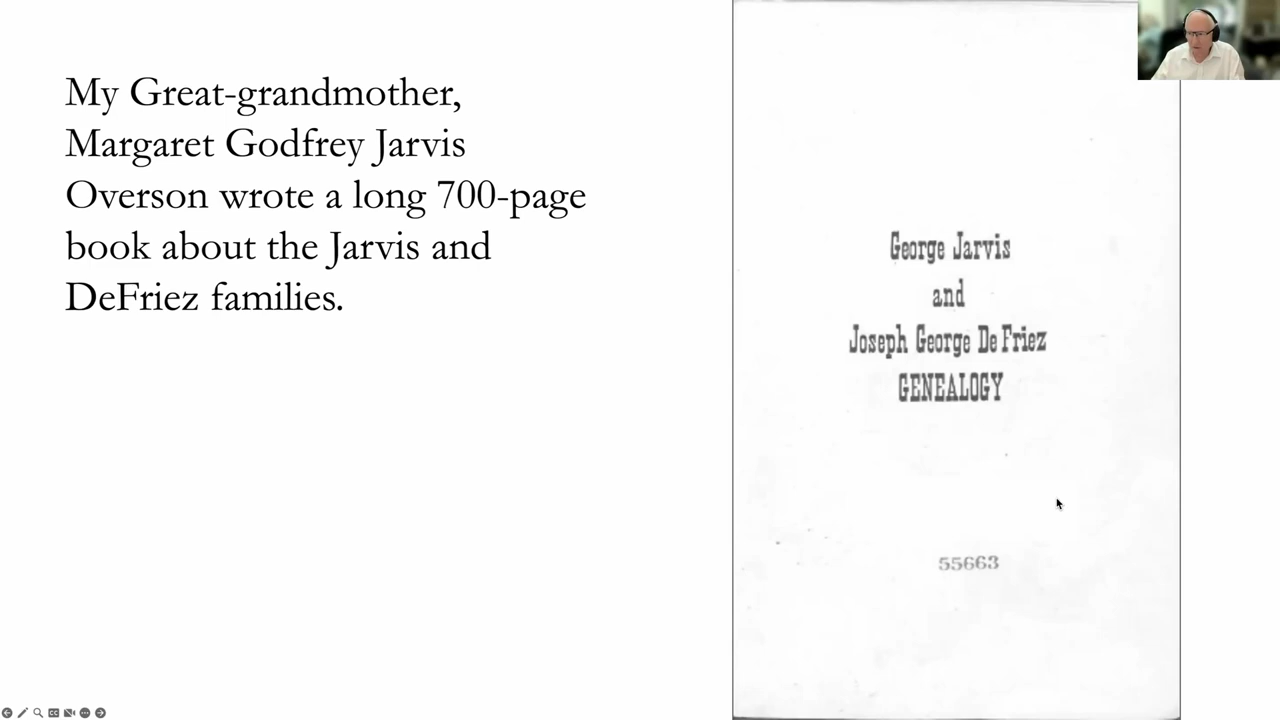 My Great-grandmother,
Margaret Godfrey Jarvis
Overson wrote a long 700-page
book about the Jarvis and
DeFriez families.
George Jarvis
and
Joseph George De Friez
GENEALOGY
55663